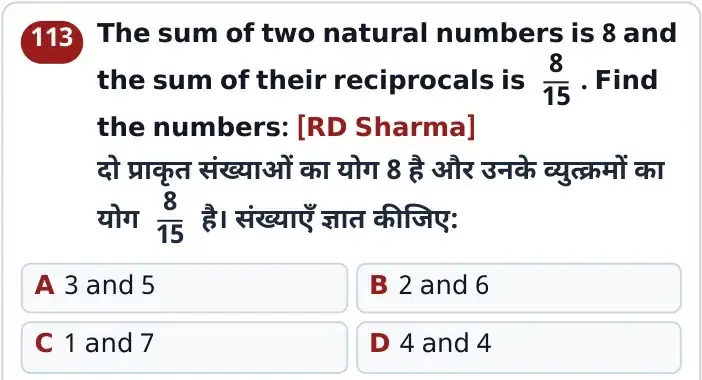 113 The sum of two natural numbers is 8 and
the sum of their reciprocals is 8/15 . Find
the numbers: [RD Sharma]
दो प्राकृत संख्याओं का योग 8 है और उनके व्युत्क्रमों का
योग 8/15 है। संख्याएँ ज्ञात कीजिए:
A 3 and 5
B 2 and 6
C 1 and 7
D 4 and 4